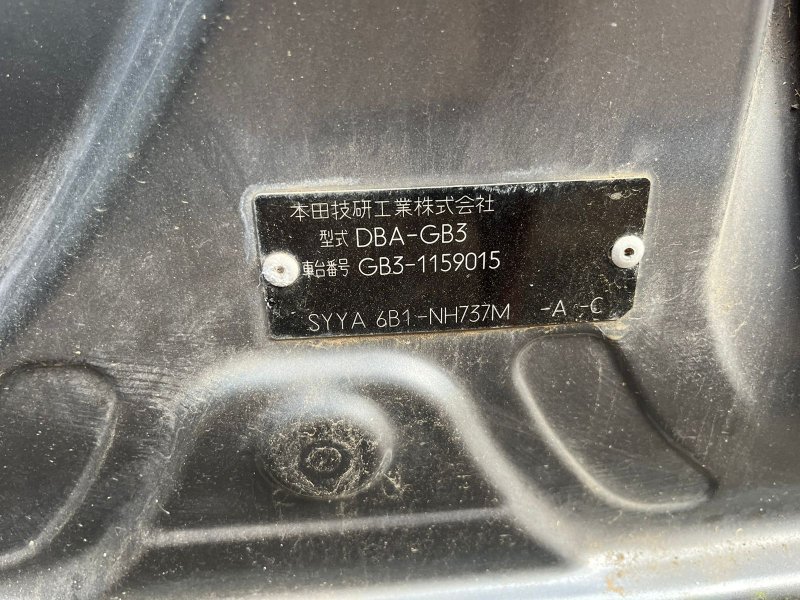 本田技研工業株式会社
型式 DBA-GB3
車台番号 GB3-1159015
SYYA 6B1-NH737M -A -C